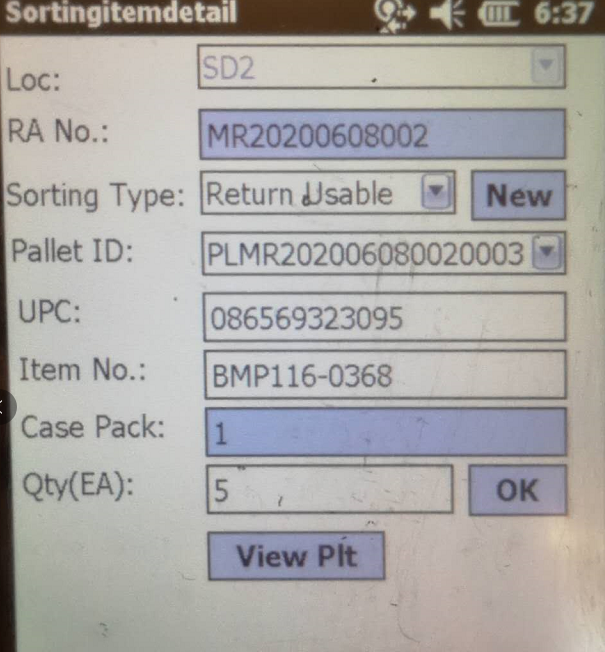 Sortingitemdetail 6:37
Loc: SD2
RA No.: MR20200608002
Sorting Type: Return Usable New
Pallet ID: PLMR202006080020003
UPC: 086569323095
Item No.: BMP116-0368
Case Pack: 1
Qty(EA): 5 OK
View Plt